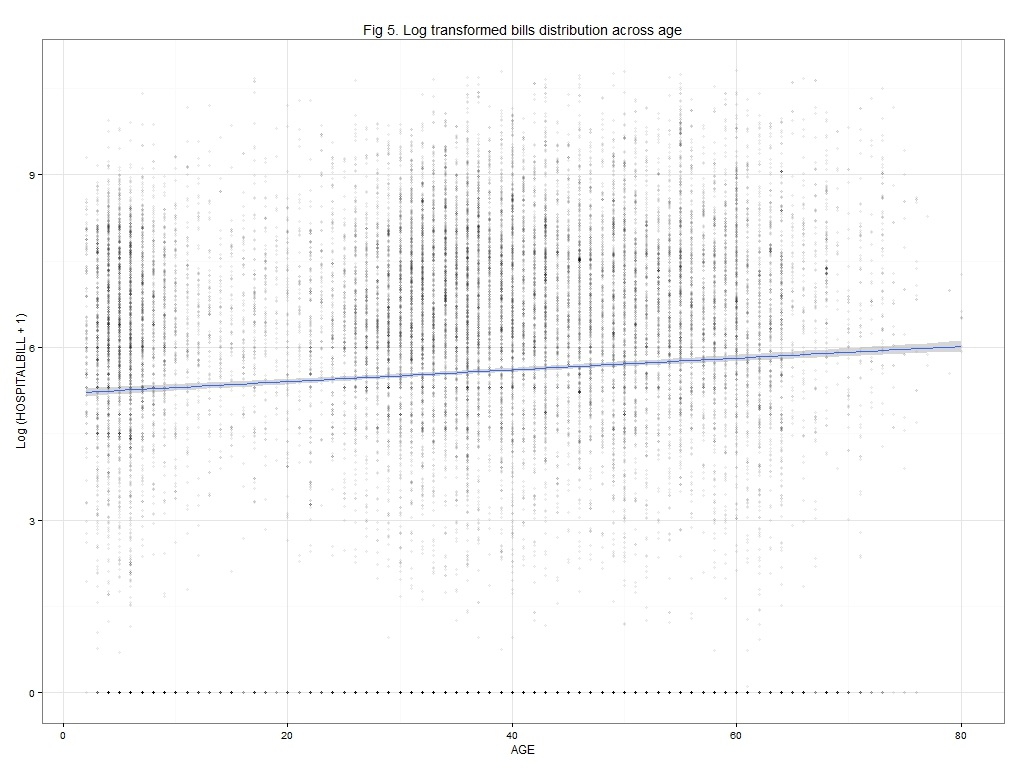 Fig 5. Log transformed bills distribution across age
Log (HOSPITALBILL + 1)
9
6
3
0
0 20 40 60 80
AGE